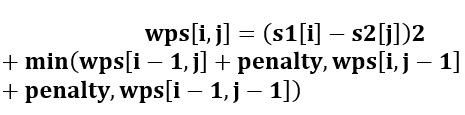 wps[i,j] = (s1[i] − s2[j])2
+ min(wps[i − 1,j] + penalty, wps[i,j − 1]
+ penalty, wps[i − 1,j − 1])